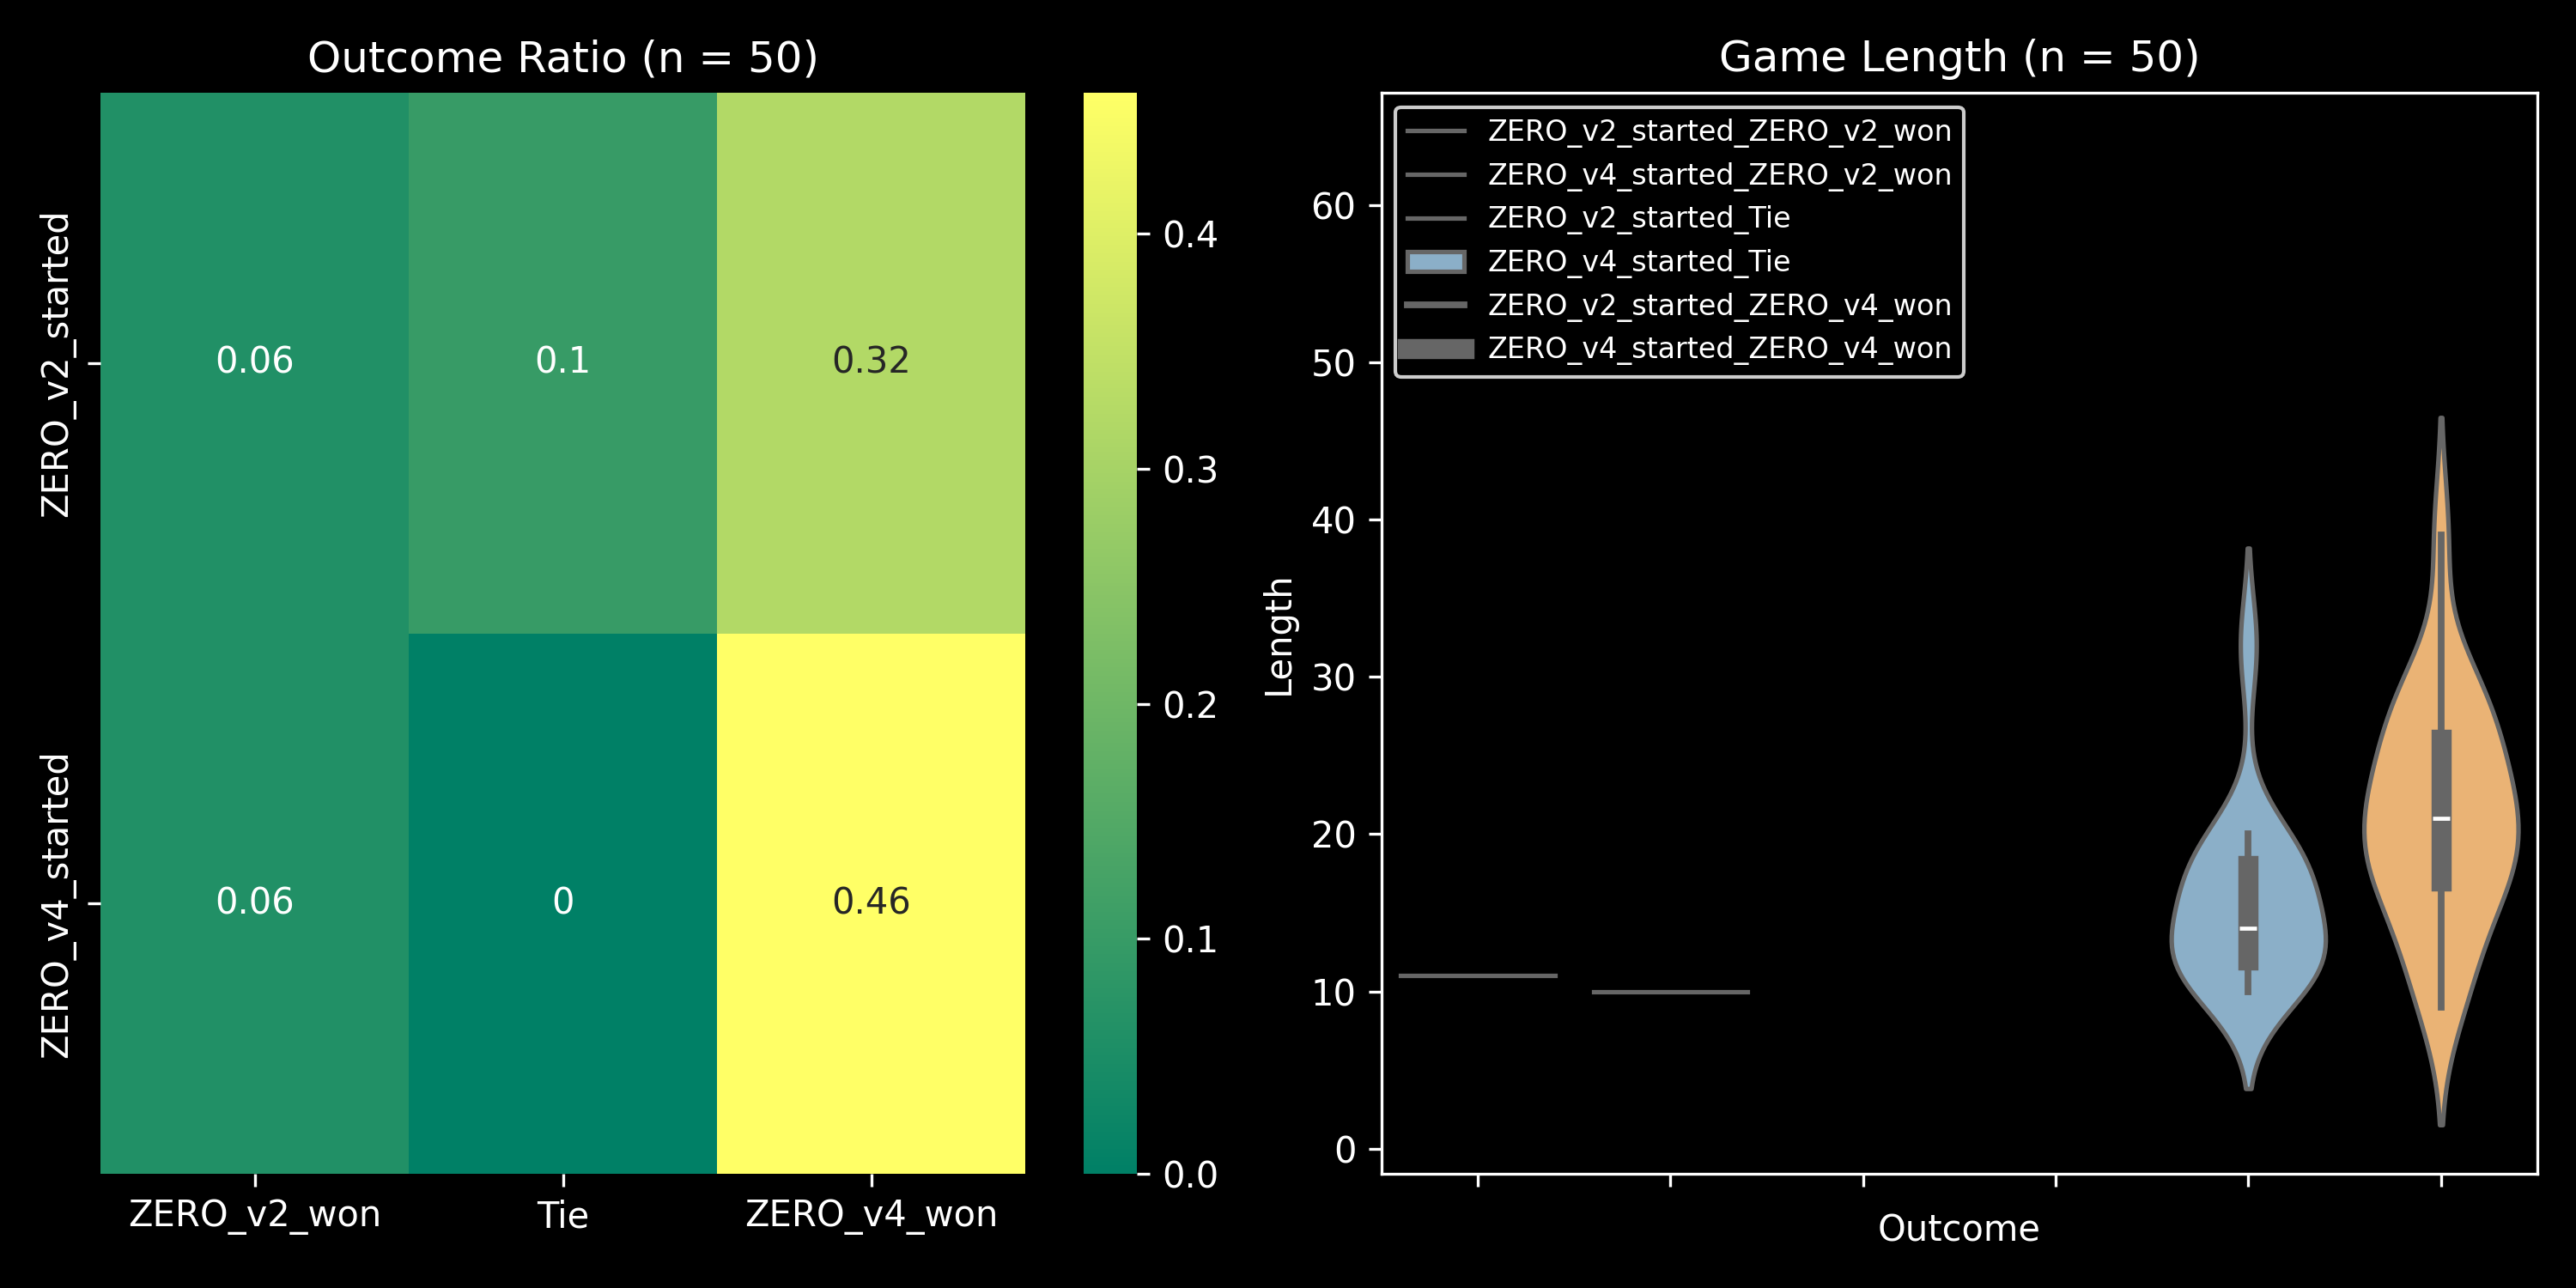 Outcome Ratio (n = 50)
ZERO_v2_started
ZERO_v4_started
0.06
0.1
0.32
0.06
0
0.46
ZERO_v2_won
Tie
ZERO_v4_won
0.4
0.3
0.2
0.1
0.0
Game Length (n = 50)
ZERO_v2_started_ZERO_v2_won
ZERO_v4_started_ZERO_v2_won
ZERO_v2_started_Tie
ZERO_v4_started_Tie
ZERO_v2_started_ZERO_v4_won
ZERO_v4_started_ZERO_v4_won
Length
60
50
40
30
20
10
0
Outcome